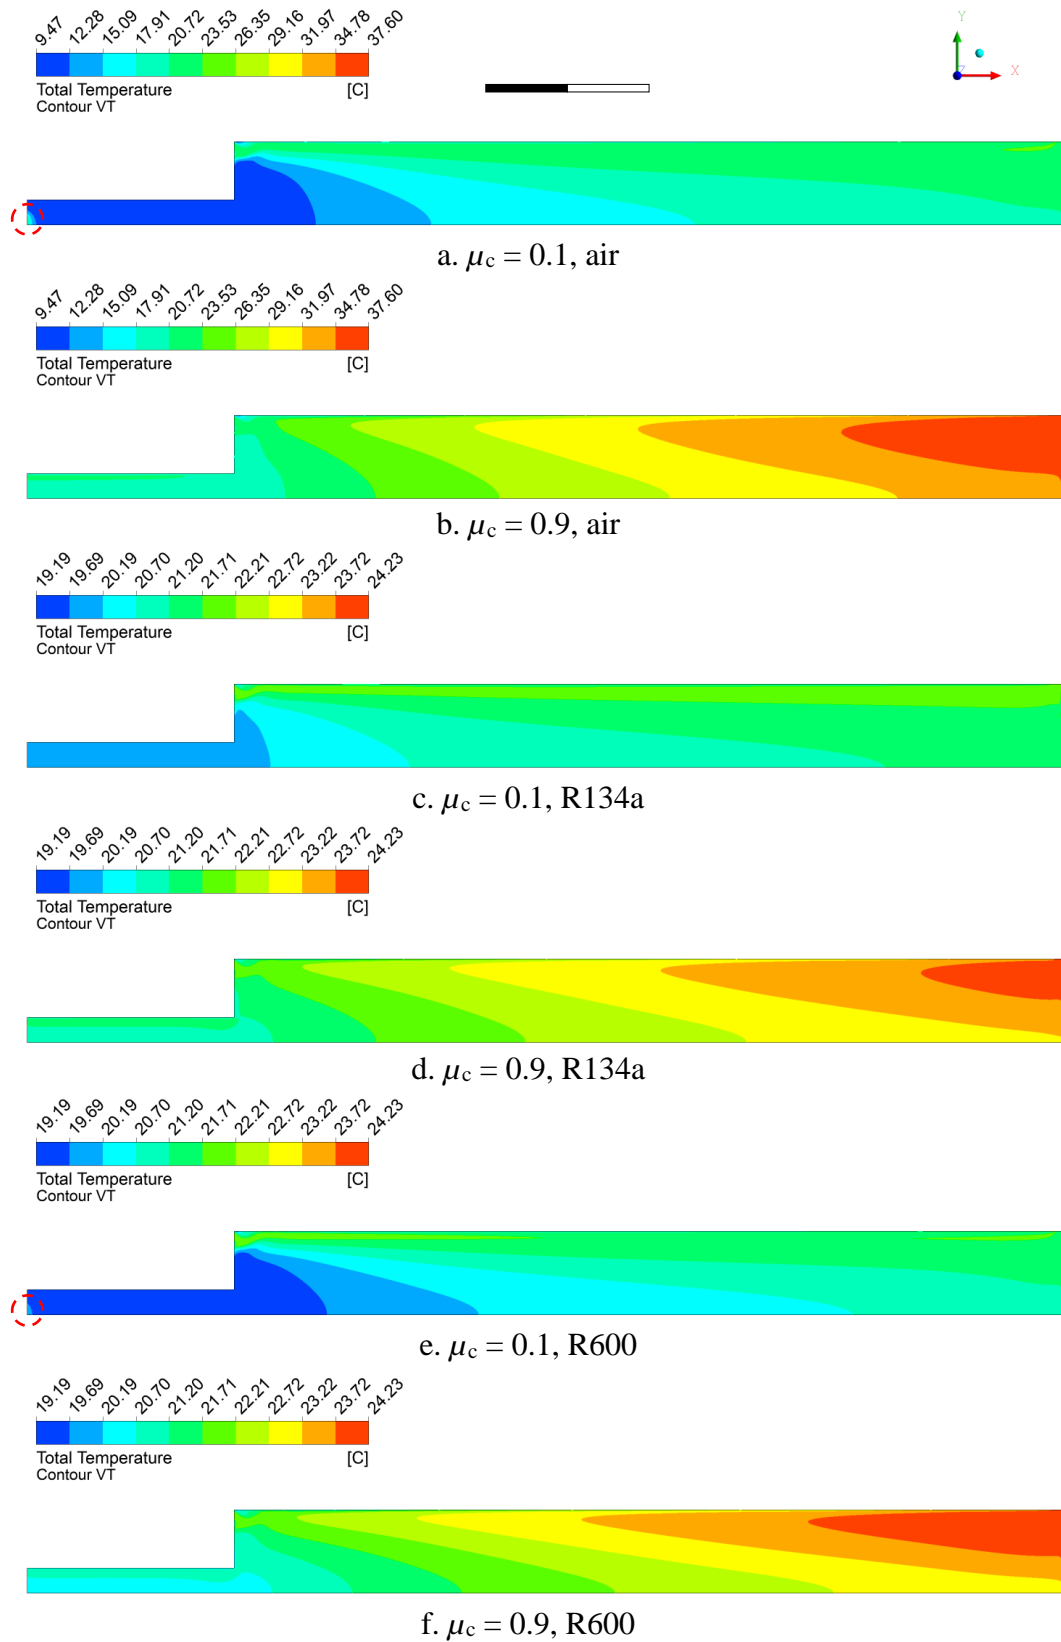 9.47 12.28 15.09 17.91 20.72 23.53 26.35 29.16 31.97 34.78 37.60
Total Temperature [C]
Contour VT
Y
Z X
a. μc = 0.1, air
9.47 12.28 15.09 17.91 20.72 23.53 26.35 29.16 31.97 34.78 37.60
Total Temperature [C]
Contour VT
b. μc = 0.9, air
19.19 19.69 20.19 20.70 21.20 21.71 22.21 22.72 23.22 23.72 24.23
Total Temperature [C]
Contour VT
c. μc = 0.1, R134a
19.19 19.69 20.19 20.70 21.20 21.71 22.21 22.72 23.22 23.72 24.23
Total Temperature [C]
Contour VT
d. μc = 0.9, R134a
19.19 19.69 20.19 20.70 21.20 21.71 22.21 22.72 23.22 23.72 24.23
Total Temperature [C]
Contour VT
e. μc = 0.1, R600
19.19 19.69 20.19 20.70 21.20 21.71 22.21 22.72 23.22 23.72 24.23
Total Temperature [C]
Contour VT
f. μc = 0.9, R600